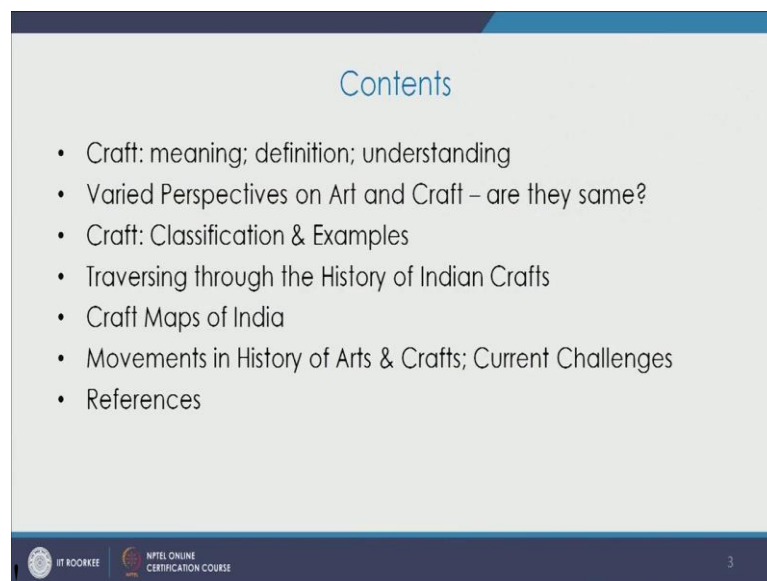 Contents
• Craft: meaning; definition; understanding
• Varied Perspectives on Art and Craft – are they same?
• Craft: Classification & Examples
• Traversing through the History of Indian Crafts
• Craft Maps of India
• Movements in History of Arts & Crafts; Current Challenges
• References
IIT ROORKEE
NPTEL ONLINE
CERTIFICATION COURSE
3